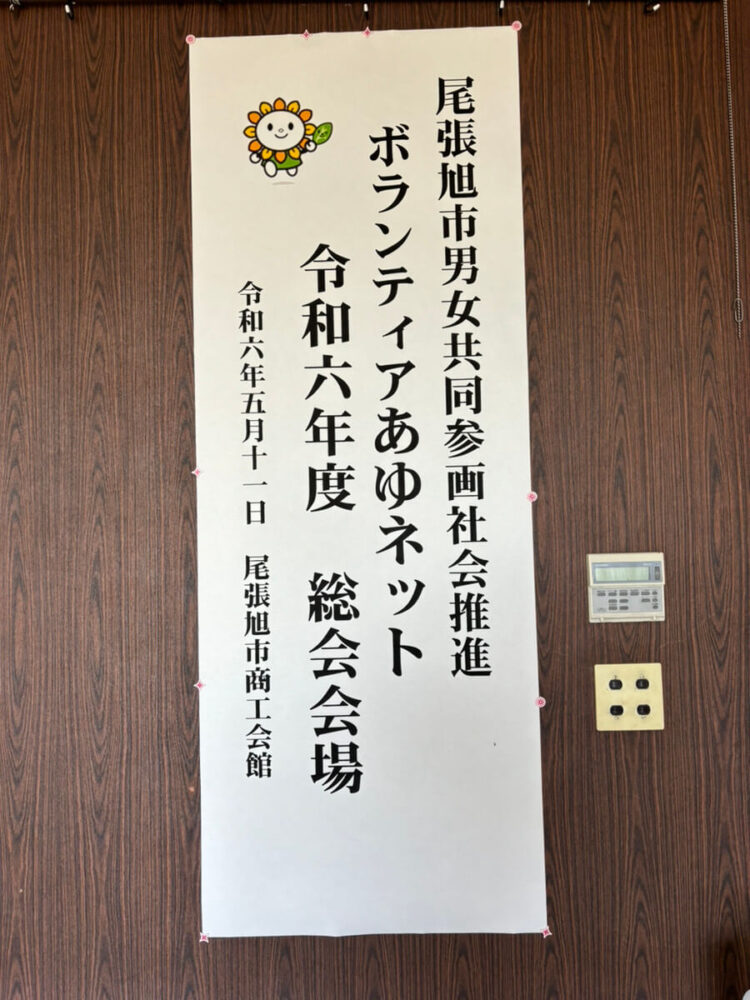 尾張旭市男女共同参画社会推進
ボランティアあゆネット
令和六年度　総会会場
令和六年五月十一日　尾張旭市商工会館